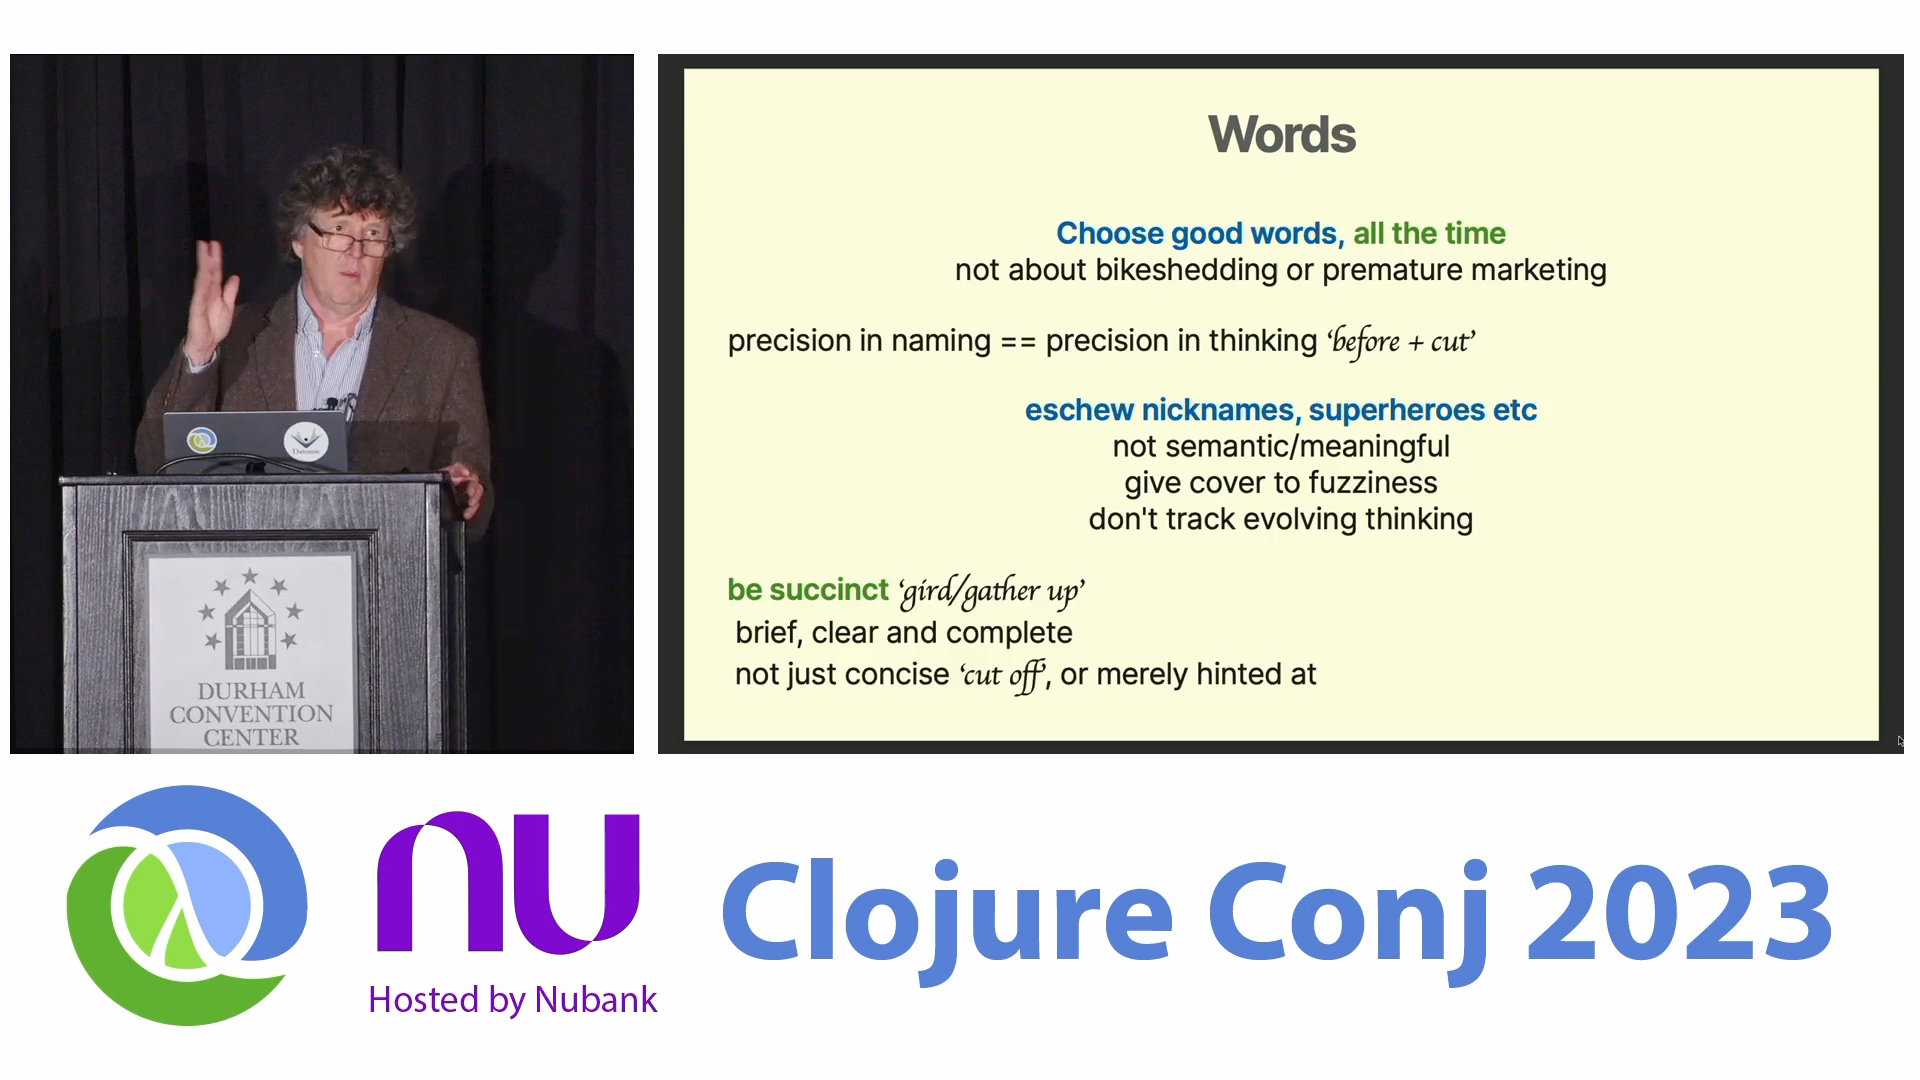 Words
Choose good words, all the time
not about bikeshedding or premature marketing
precision in naming == precision in thinking ‘before + cut’
eschew nicknames, superheroes etc
not semantic/meaningful
give cover to fuzziness
don't track evolving thinking
be succinct ‘gird/gather up’
brief, clear and complete
not just concise ‘cut off’, or merely hinted at
Datomic
DURHAM
CONVENTION
CENTER
nu
Hosted by Nubank
Clojure Conj 2023